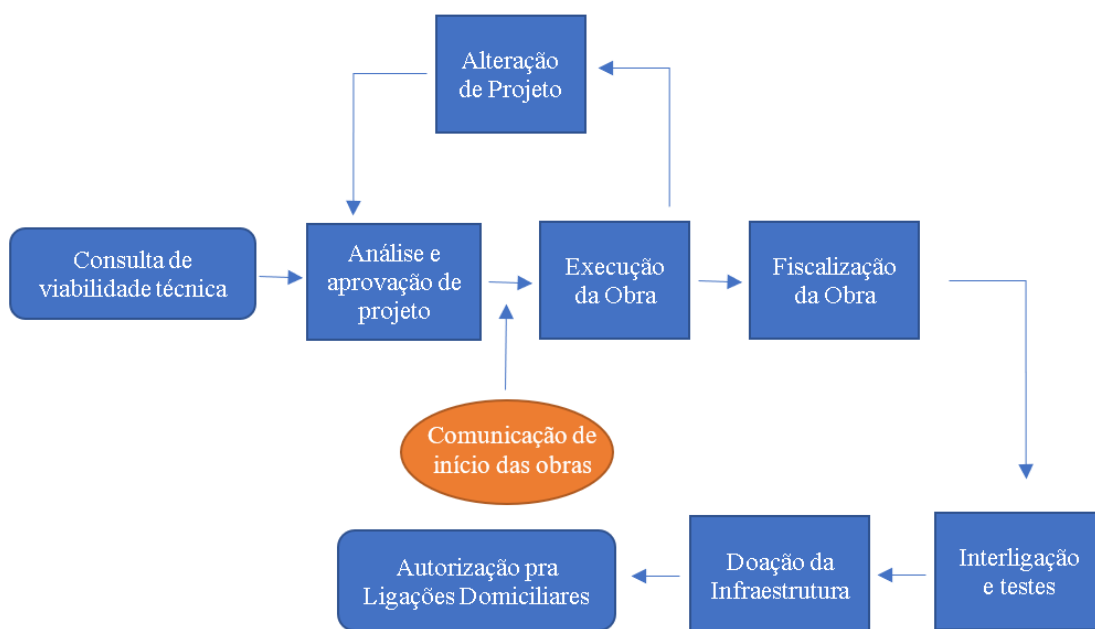 Alteração
de Projeto
Consulta de
viabilidade técnica
Análise e
aprovação de
projeto
Execução
da Obra
Fiscalização
da Obra
Comunicação de
início das obras
Autorização pra
Ligações Domiciliares
Doação da
Infraestrutura
Interligação
e testes